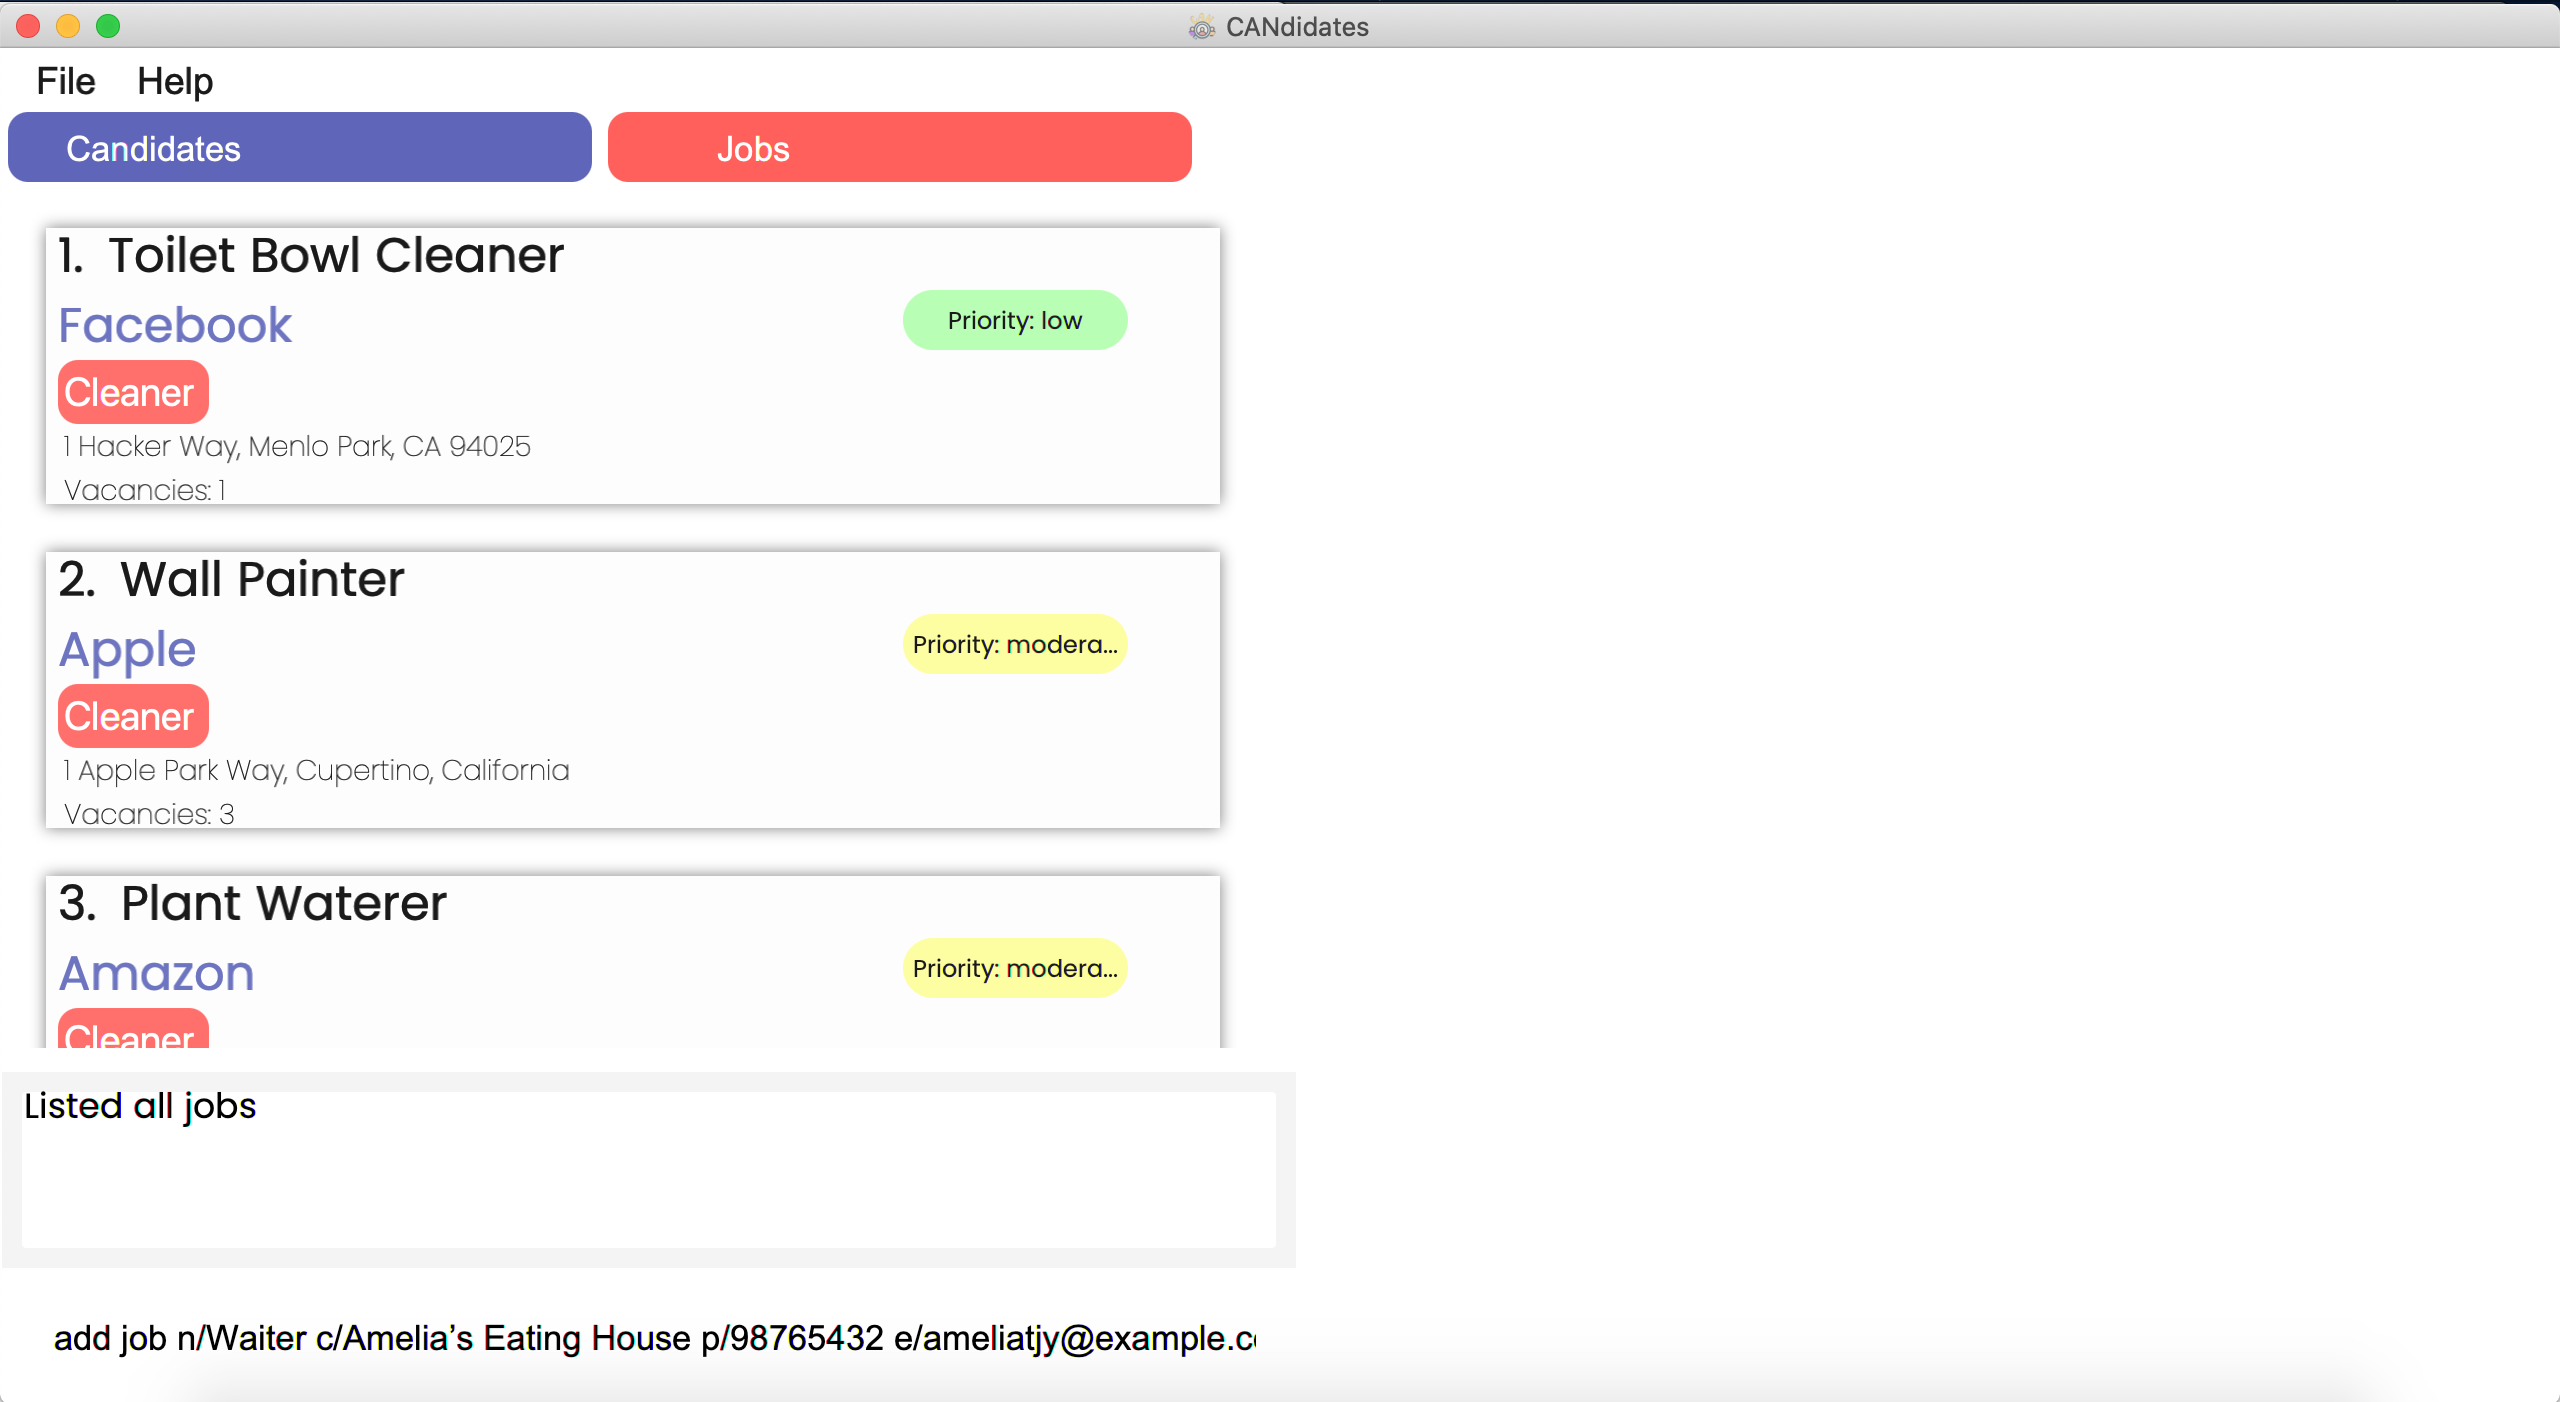 CANdidates
File Help
Candidates Jobs
1. Toilet Bowl Cleaner
Facebook
Priority: low
Cleaner
1 Hacker Way, Menlo Park, CA 94025
Vacancies: 1
2. Wall Painter
Apple
Priority: modera...
Cleaner
1 Apple Park Way, Cupertino, California
Vacancies: 3
3. Plant Waterer
Amazon
Priority: modera...
Cleaner
Listed all jobs
add job n/Waiter c/Amelia’s Eating House p/98765432 e/ameliatjy@example.c